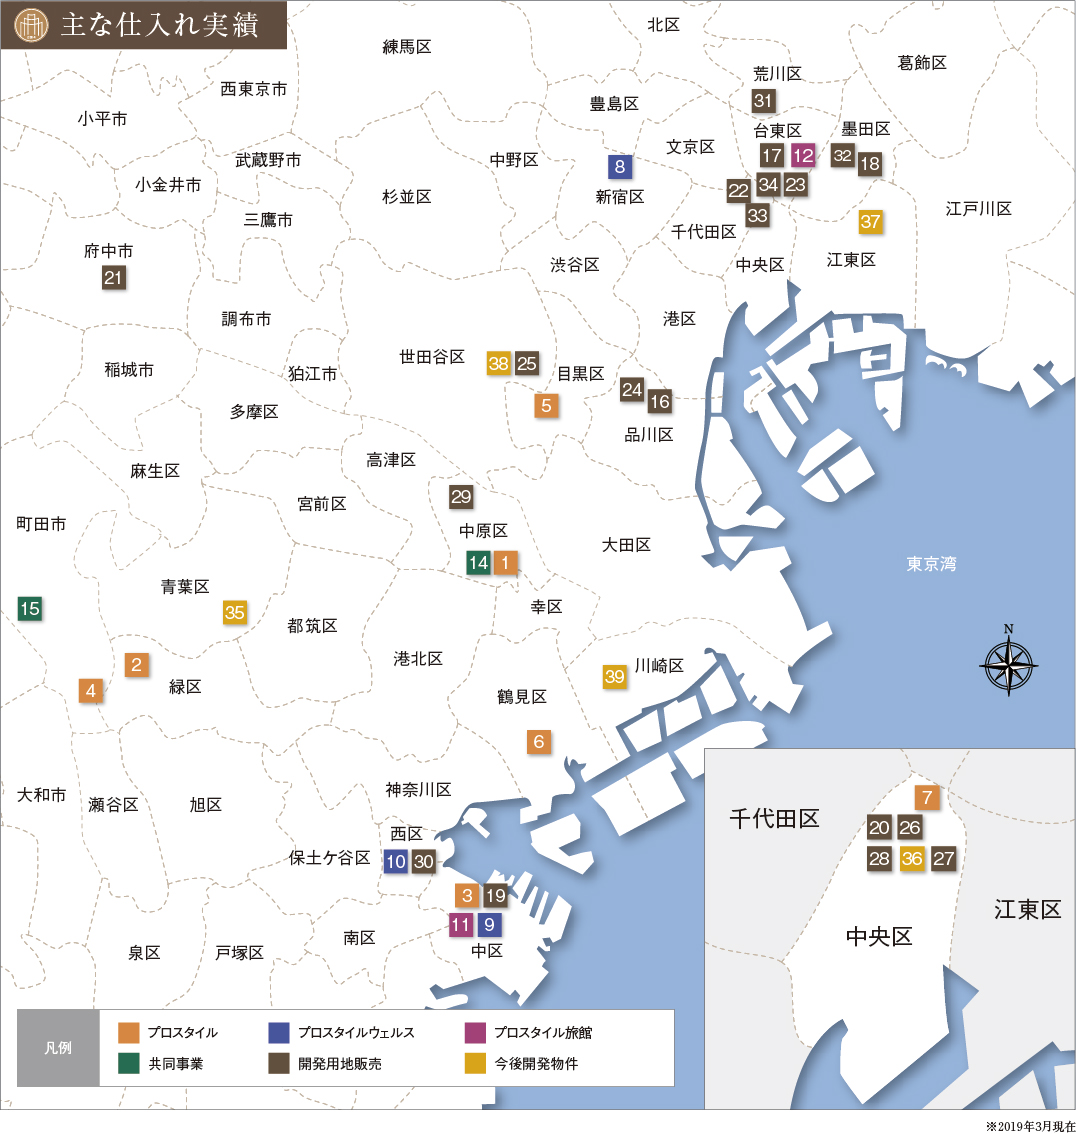 主な仕入れ実績
北区
練馬区
葛飾区
荒川区
西東京市
31
豊島区
小平市
台東区
墨田区
文京区
武蔵野市
中野区
17
12
32
18
8
小金井市
34
23
22
杉並区
新宿区
江戸川区
三鷹市
33
37
千代田区
府中市
江東区
渋谷区
中央区
21
調布市
港区
世田谷区
38
25
稲城市
狛江市
目黒区
24
16
5
多摩区
品川区
高津区
麻生区
29
宮前区
町田市
中原区
大田区
14
1
東京湾
青葉区
15
35
幸区
都筑区
N
港北区
川崎区
2
39
4
緑区
鶴見区
6
神奈川区
大和市
瀬谷区
旭区
7
千代田区
20
26
西区
保土ケ谷区
10
30
28
36
27
3
19
江東区
11
9
南区
中央区
泉区
戸塚区
中区
凡例
プロスタイル
プロスタイルウェルス
プロスタイル旅館
共同事業
開発用地販売
今後開発物件
※2019年3月現在